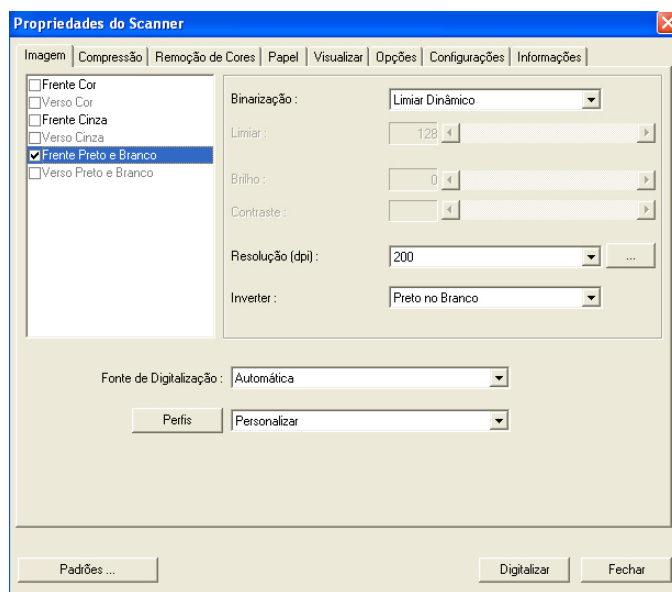 Propriedades do Scanner
Imagem Compressão Remoção de Cores Papel Visualizar Opções Configurações Informações
Frente Cor
Verso Cor
Frente Cinza
Verso Cinza
Frente Preto e Branco
Verso Preto e Branco
Binarização : Limiar Dinâmico
Limiar : 128
Brilho : 0
Contraste :
Resolução (dpi) : 200 ...
Inverter : Preto no Branco
Fonte de Digitalização : Automática
Perfis Personalizar
Padrões ... Digitalizar Fechar